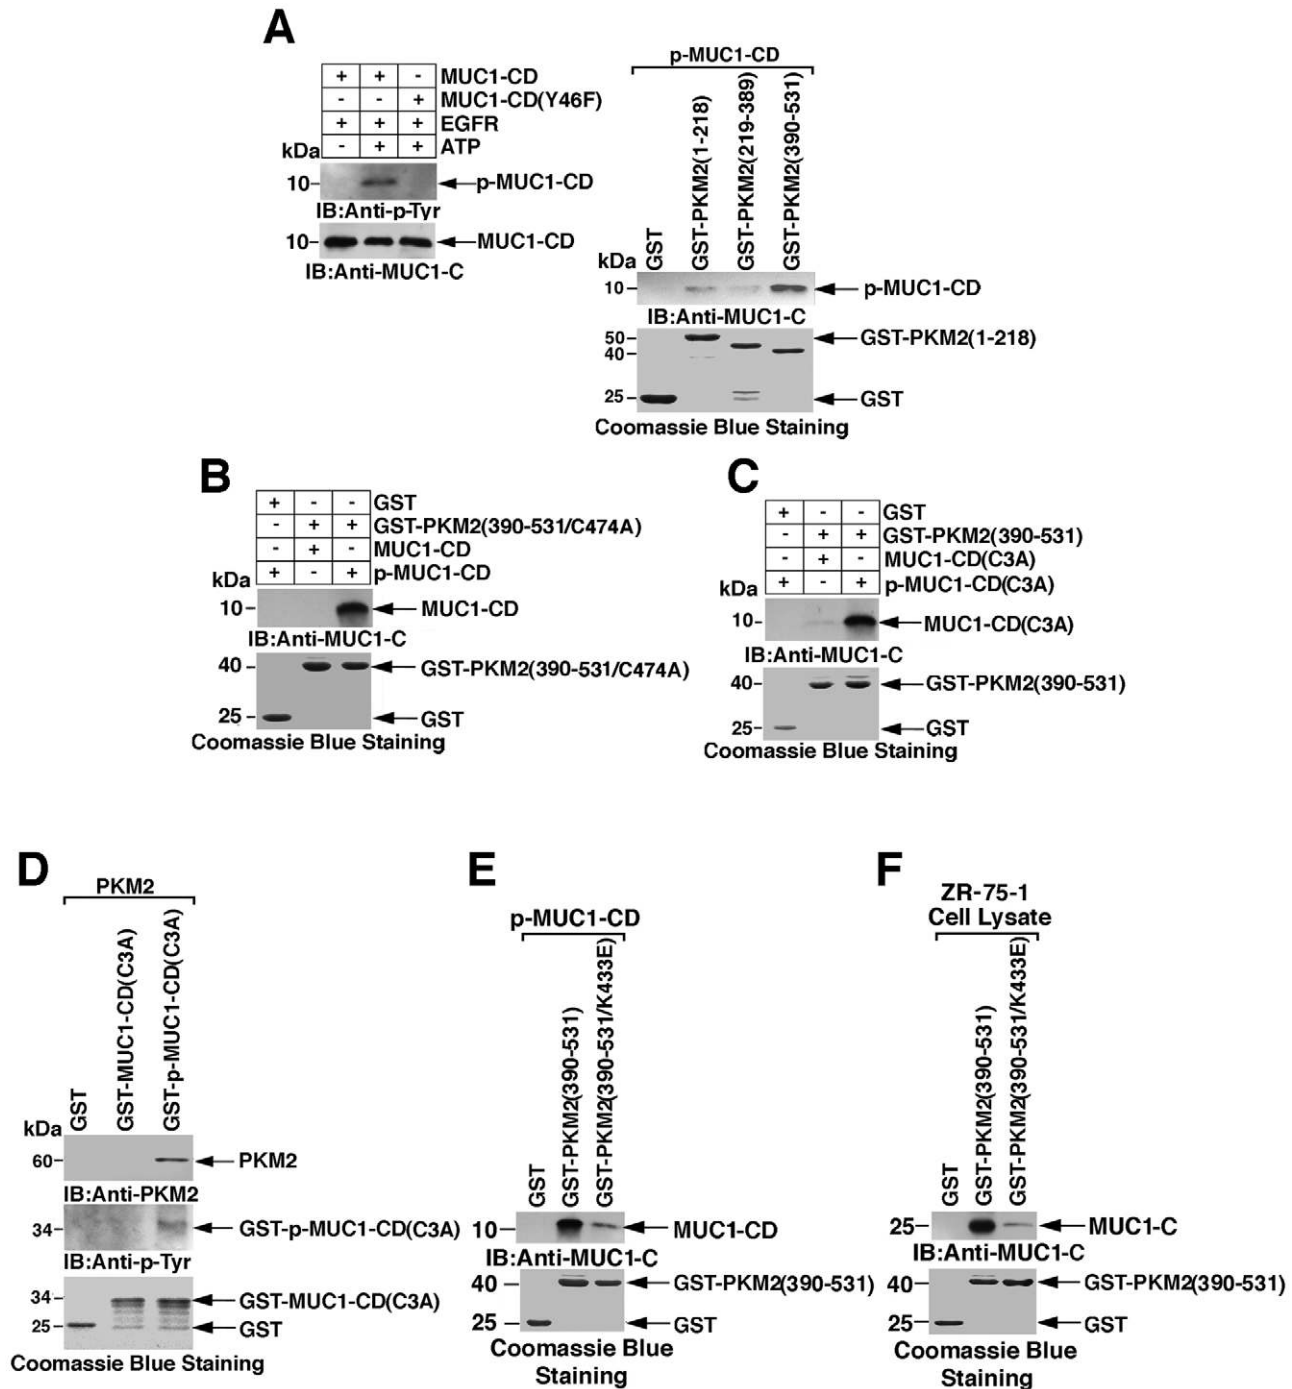 A
+ + - MUC1-CD
- - + MUC1-CD(Y46F)
+ + + EGFR
- + + ATP
kDa
10 p-MUC1-CD
IB:Anti-p-Tyr
10 MUC1-CD
IB:Anti-MUC1-C
p-MUC1-CD
GST
GST-PKM2(1-218)
GST-PKM2(219-389)
GST-PKM2(390-531)
kDa
10 p-MUC1-CD
IB:Anti-MUC1-C
50 GST-PKM2(1-218)
40
25 GST
Coomassie Blue Staining
B
+ - - GST
- + + GST-PKM2(390-531/C474A)
- + - MUC1-CD
+ - + p-MUC1-CD
kDa
10 MUC1-CD
IB:Anti-MUC1-C
40 GST-PKM2(390-531/C474A)
25 GST
Coomassie Blue Staining
C
+ - - GST
- + + GST-PKM2(390-531)
- + - MUC1-CD(C3A)
+ - + p-MUC1-CD(C3A)
kDa
10 MUC1-CD(C3A)
IB:Anti-MUC1-C
40 GST-PKM2(390-531)
25 GST
Coomassie Blue Staining
D
PKM2
GST
GST-MUC1-CD(C3A)
GST-p-MUC1-CD(C3A)
kDa
60 PKM2
IB:Anti-PKM2
34 GST-p-MUC1-CD(C3A)
IB:Anti-p-Tyr
34 GST-MUC1-CD(C3A)
25 GST
Coomassie Blue Staining
E
p-MUC1-CD
GST
GST-PKM2(390-531)
GST-PKM2(390-531/K433E)
10 MUC1-CD
IB:Anti-MUC1-C
40 GST-PKM2(390-531)
25 GST
Coomassie Blue
Staining
F
ZR-75-1
Cell Lysate
GST
GST-PKM2(390-531)
GST-PKM2(390-531/K433E)
25 MUC1-C
IB:Anti-MUC1-C
40 GST-PKM2(390-531)
25 GST
Coomassie Blue
Staining